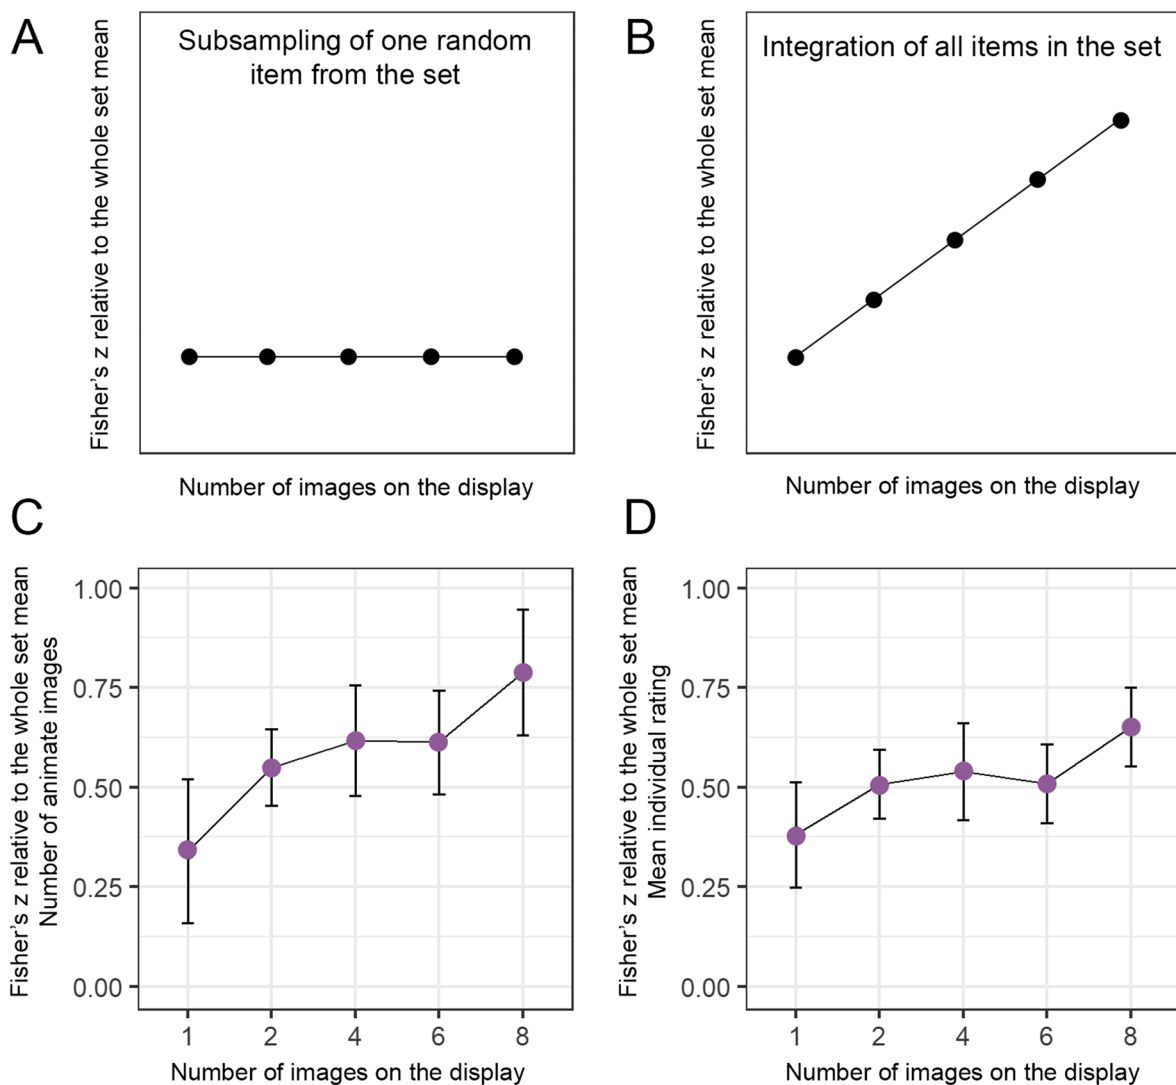 A
Fisher's z relative to the whole set mean
Subsampling of one random
item from the set
Number of images on the display
B
Fisher's z relative to the whole set mean
Integration of all items in the set
Number of images on the display
C
Fisher's z relative to the whole set mean
Number of animate images
1.00
0.75
0.50
0.25
0.00
1 2 4 6 8
Number of images on the display
D
Fisher's z relative to the whole set mean
Mean individual rating
1.00
0.75
0.50
0.25
0.00
1 2 4 6 8
Number of images on the display